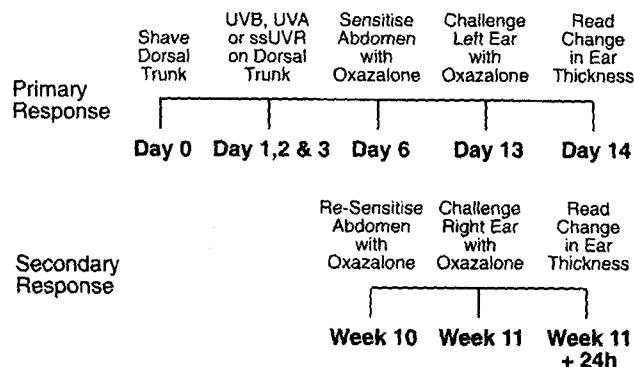 Shave
Dorsal
Trunk
UVB, UVA
or ssUVR
on Dorsal
Trunk
Sensitise
Abdomen
with
Oxazalone
Challenge
Left Ear
with
Oxazalone
Read
Change
in Ear
Thickness
Primary
Response
Day 0
Day 1,2 & 3
Day 6
Day 13
Day 14
Re-Sensitise
Abdomen
with
Oxazalone
Challenge
Right Ear
with
Oxazalone
Read
Change
in Ear
Thickness
Secondary
Response
Week 10
Week 11
Week 11
+ 24h